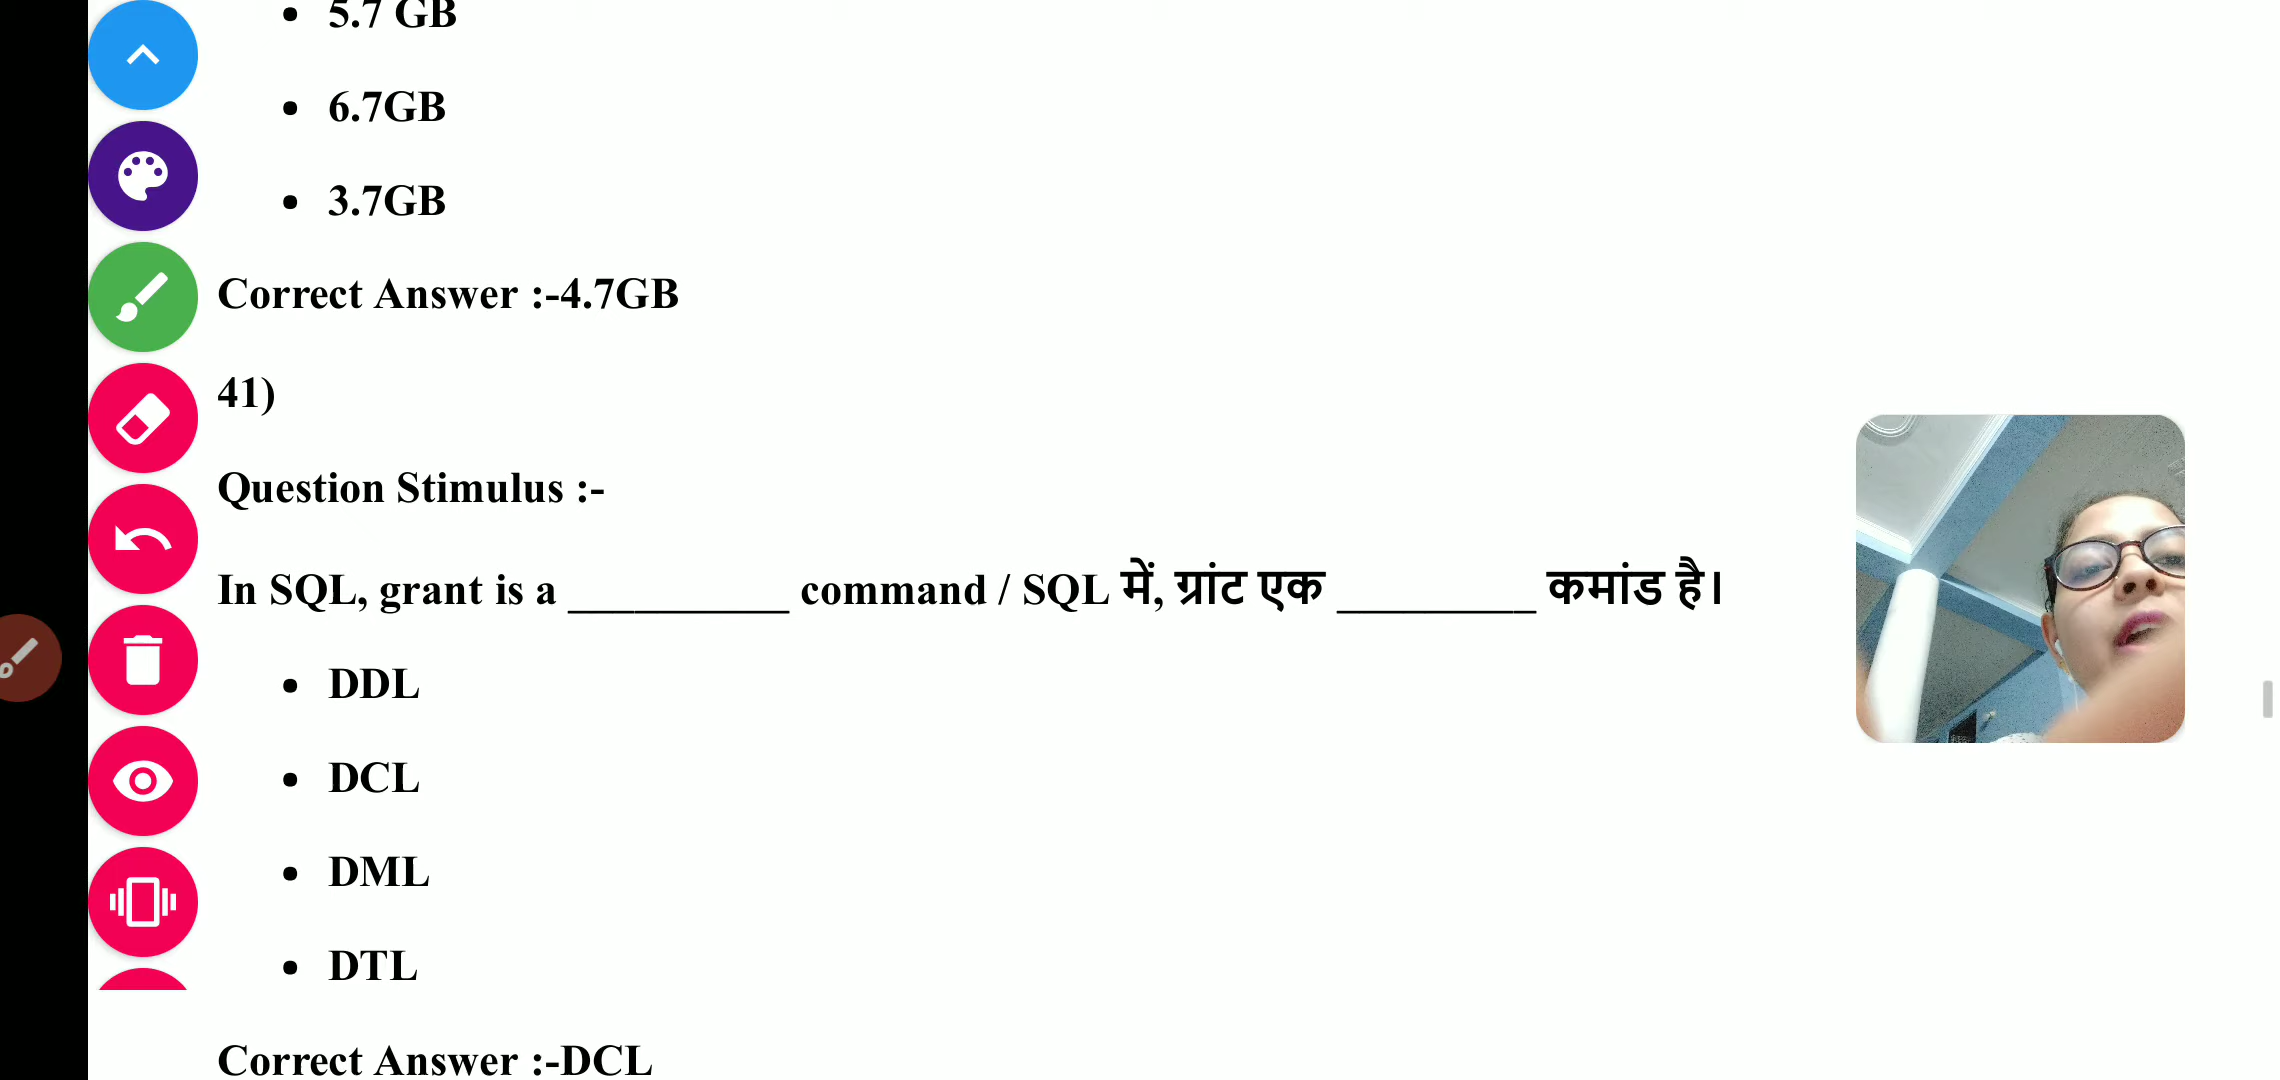 5.7 GB
6.7GB
3.7GB
Correct Answer :-4.7GB
41)
Question Stimulus :-
In SQL, grant is a __________ command / SQL में, ग्रांट एक _________ कमांड है।
DDL
DCL
DML
DTL
Correct Answer :-DCL